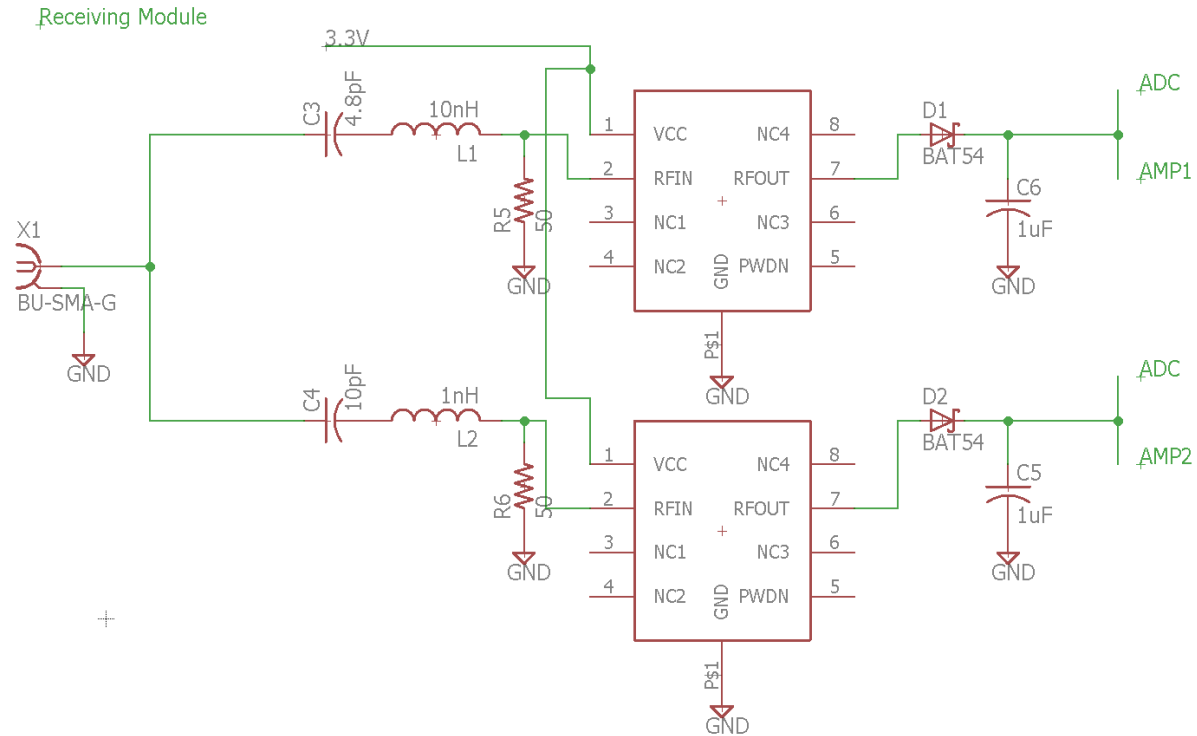 Receiving Module
3.3V
C3
4.8pF
10nH
L1
R5
50
GND
X1
BU-SMA-G
GND
1
2
3
4
VCC
RFIN
NC1
NC2
GND
NC4
RFOUT
NC3
PWDN
8
7
6
5
P$1
GND
D1
BAT54
C6
1uF
GND
ADC
AMP1
C4
10pF
1nH
L2
R6
50
GND
1
2
3
4
VCC
RFIN
NC1
NC2
GND
NC4
RFOUT
NC3
PWDN
8
7
6
5
P$1
GND
D2
BAT54
C5
1uF
GND
ADC
AMP2